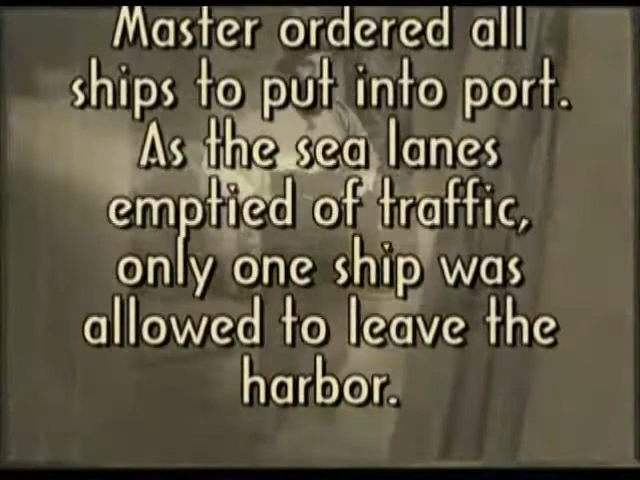 Master ordered all
ships to put into port.
As the sea lanes
emptied of traffic,
only one ship was
allowed to leave the
harbor.